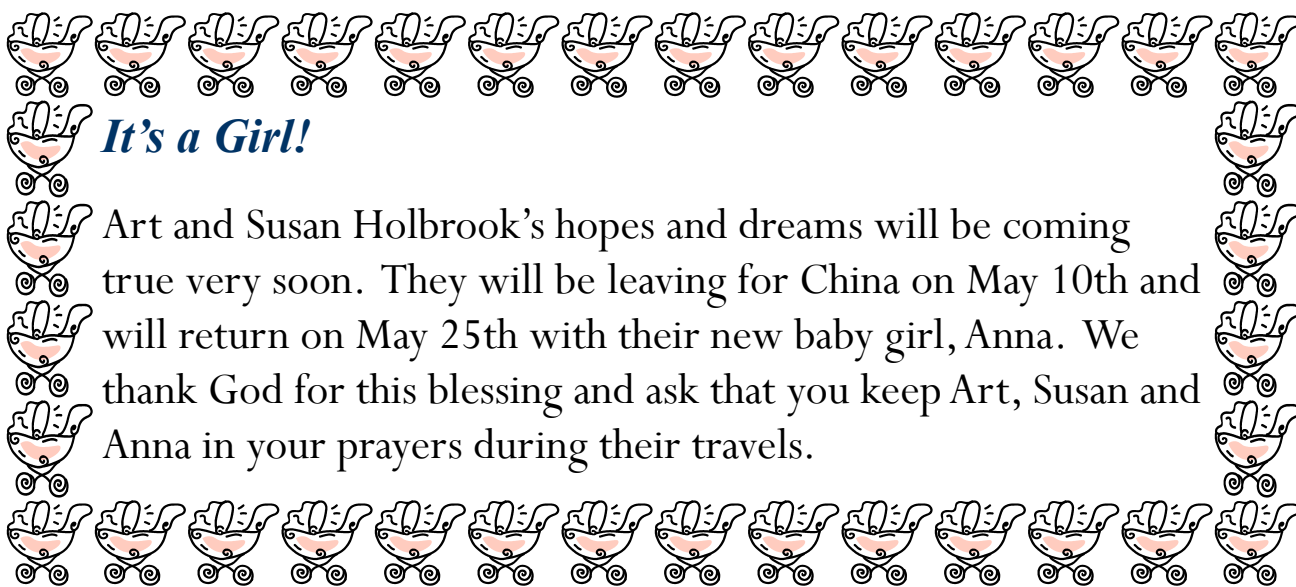 It’s a Girl!
Art and Susan Holbrook’s hopes and dreams will be coming
true very soon.  They will be leaving for China on May 10th and
will return on May 25th with their new baby girl, Anna.  We
thank God for this blessing and ask that you keep Art, Susan and
Anna in your prayers during their travels.